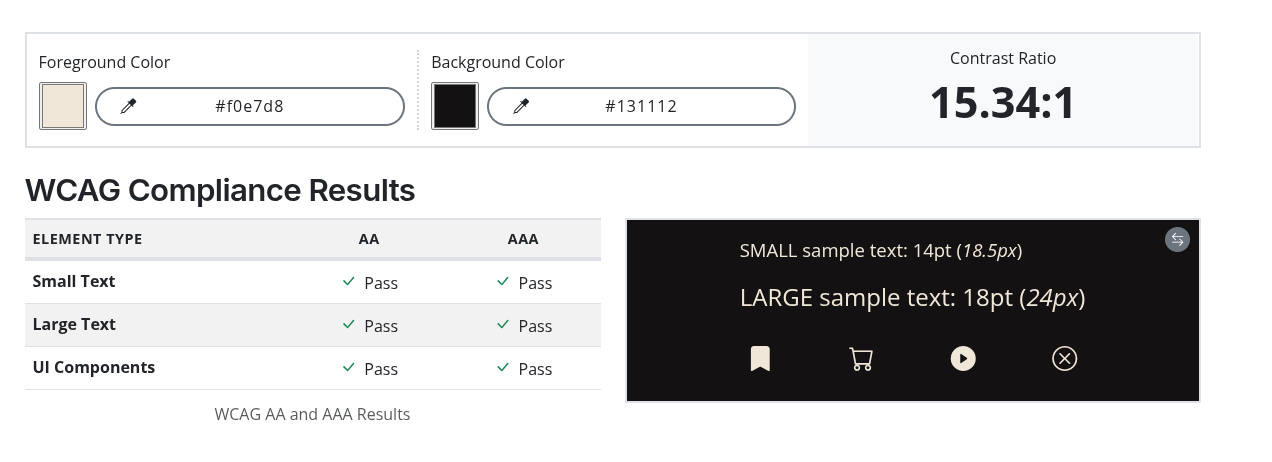 Foreground Color
#f0e7d8
Background Color
#131112
Contrast Ratio
15.34:1
WCAG Compliance Results
ELEMENT TYPE AA AAA
Small Text Pass Pass
Large Text Pass Pass
UI Components Pass Pass
WCAG AA and AAA Results
SMALL sample text: 14pt (18.5px)
LARGE sample text: 18pt (24px)